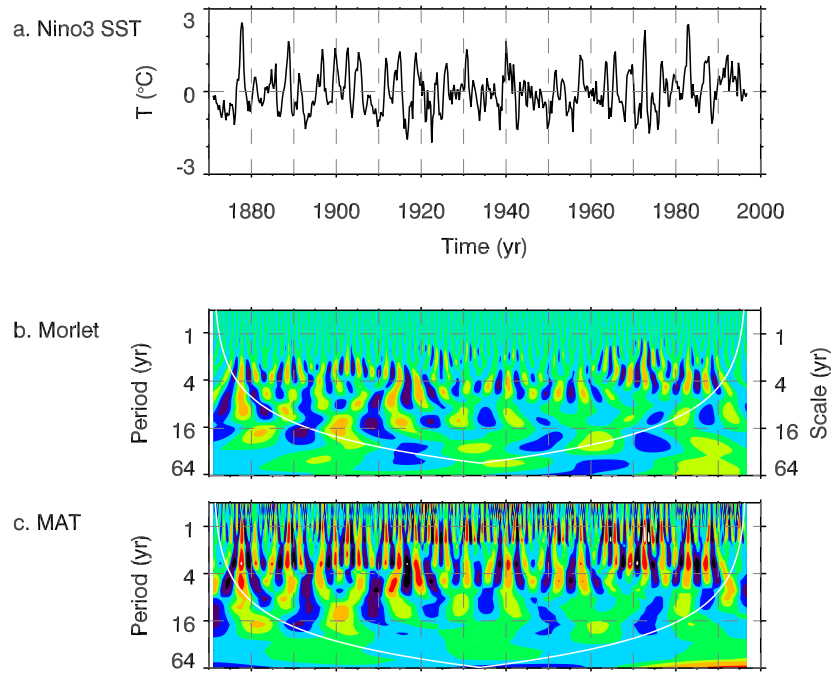 a. Nino3 SST
T (°C)
3
0
-3
1880 1900 1920 1940 1960 1980 2000
Time (yr)
b. Morlet
Period (yr)
1
4
16
64
1
4
16
64
Scale (yr)
c. MAT
Period (yr)
1
4
16
64